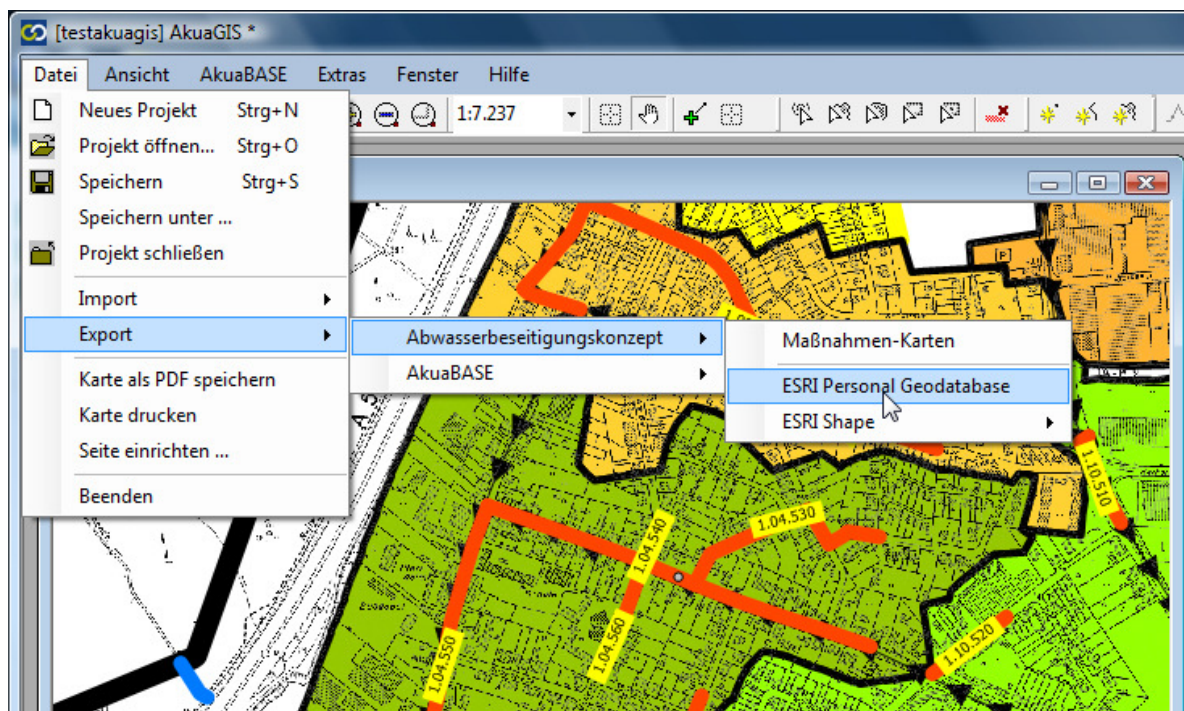 [testakuagis] AkuaGIS *
Datei Ansicht AkuaBASE Extras Fenster Hilfe
Neues Projekt Strg+N
1:7.237
Projekt öffnen... Strg+O
Speichern Strg+S
Speichern unter ...
Projekt schließen
P
Import
Export
Abwasserbeseitigungskonzept
Maßnahmen-Karten
Karte als PDF speichern
AkuaBASE
ESRI Personal Geodatabase
Karte drucken
ESRI Shape
Seite einrichten ...
Beenden
1.10.510
1.04.530
1.04.540
1.04.560
1.04.550
1.10.520